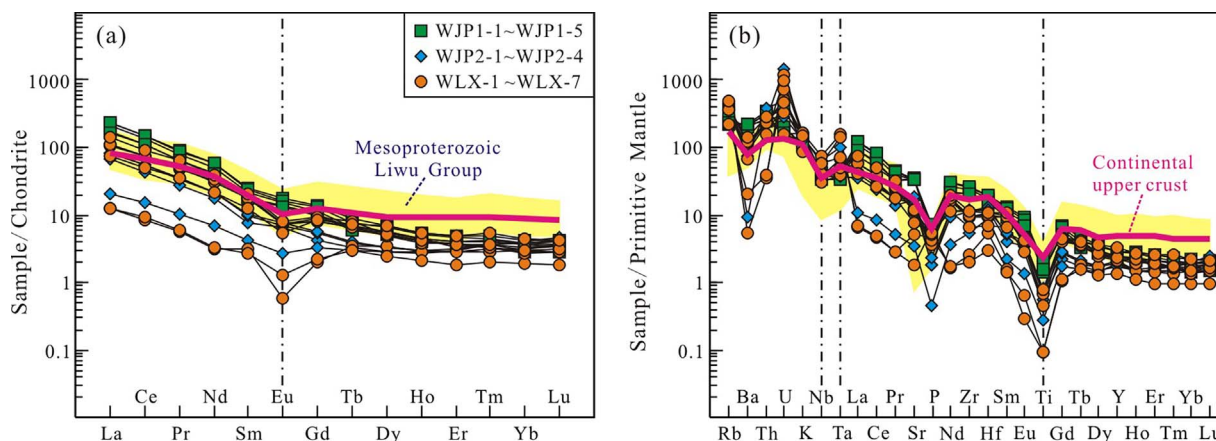 (a)
WJP1-1~WJP1-5
WJP2-1~WJP2-4
WLX-1 ~WLX-7
Mesoproterozoic
Liwu Group
Sample/ Chondrite
1000
100
10
1
0.1
Ce Nd Eu Tb Ho Tm Lu
La Pr Sm Gd Dy Er Yb
(b)
Continental
upper crust
Sample/ Primitive Mantle
1000
100
10
1
0.1
Ba U Nb La Pr P Zr Sm Ti Tb Y Er Yb
Rb Th K Ta Ce Sr Nd Hf Eu Gd Dy Ho Tm Lu